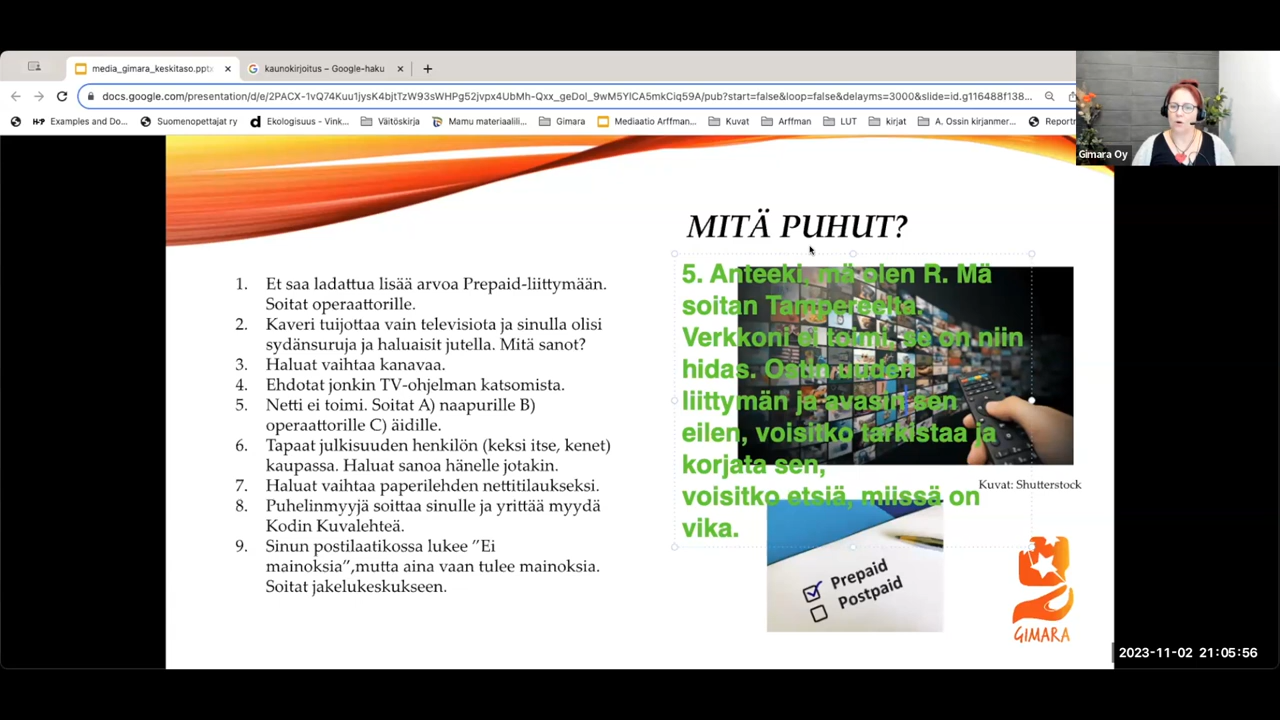 media_gimara_keskitaso.pptx
kaunokirjoitus – Google-haku
docs.google.com/presentation/d/e/2PACX-1vQ74Kuu1jysK4bjtTzW93sWHPg52jvpx4UbMh-Qxx_geDol_9wM5YlCA5mkCiq59A/pub?start=false&loop=false&delayms=3000&slide=id.g116488f138...
Examples and Do...
Suomenopettajat ry
Ekologisuus - Vink...
Väitöskirja
Mamu materiaalil...
Gimara
Mediaatio Arffman...
Kuvat
Arffman
LUT
kirjat
A. Ossin kirjanmer...
Reportr
Gimara Oy
MITÄ PUHUT?
1. Et saa ladattua lisää arvoa Prepaid-liittymään.
Soitat operaattorille.
2. Kaveri tuijottaa vain televisiota ja sinulla olisi
sydänsuruja ja haluaisit jutella. Mitä sanot?
3. Haluat vaihtaa kanavaa.
4. Ehdotat jonkin TV-ohjelman katsomista.
5. Netti ei toimi. Soitat A) naapurille B)
operaattorille C) äidille.
6. Tapaat julkisuuden henkilön (keksi itse, kenet)
kaupassa. Haluat sanoa hänelle jotakin.
7. Haluat vaihtaa paperilehden nettitilaukseksi.
8. Puhelinmyyjä soittaa sinulle ja yrittää myydä
Kodin Kuvalehteä.
9. Sinun postilaatikossa lukee ”Ei
mainoksia”,mutta aina vaan tulee mainoksia.
Soitat jakelukeskukseen.
5. Anteeki, mä olen R. Mä
soitan Tampereelta.
Verkkoni ei toimi, se on niin
hidas. Ostin uuden
liittymän ja avasin sen
eilen, voisitko tarkistaa ja
korjata sen,
voisitko etsiä, miissä on
vika.
Kuvat: Shutterstock
Prepaid
Postpaid
GIMARA
2023-11-02 21:05:56